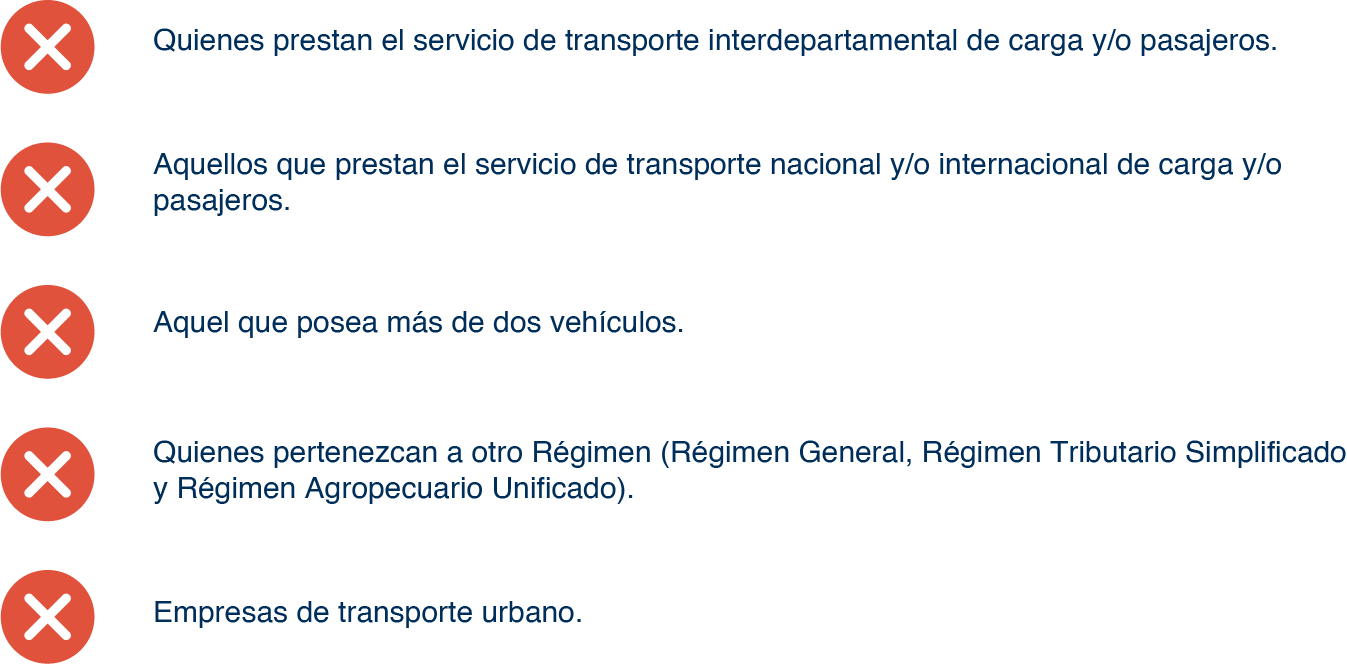 Quienes prestan el servicio de transporte interdepartamental de carga y/o pasajeros.
Aquellos que prestan el servicio de transporte nacional y/o internacional de carga y/o
pasajeros.
Aquel que posea más de dos vehículos.
Quienes pertenezcan a otro Régimen (Régimen General, Régimen Tributario Simplificado
y Régimen Agropecuario Unificado).
Empresas de transporte urbano.